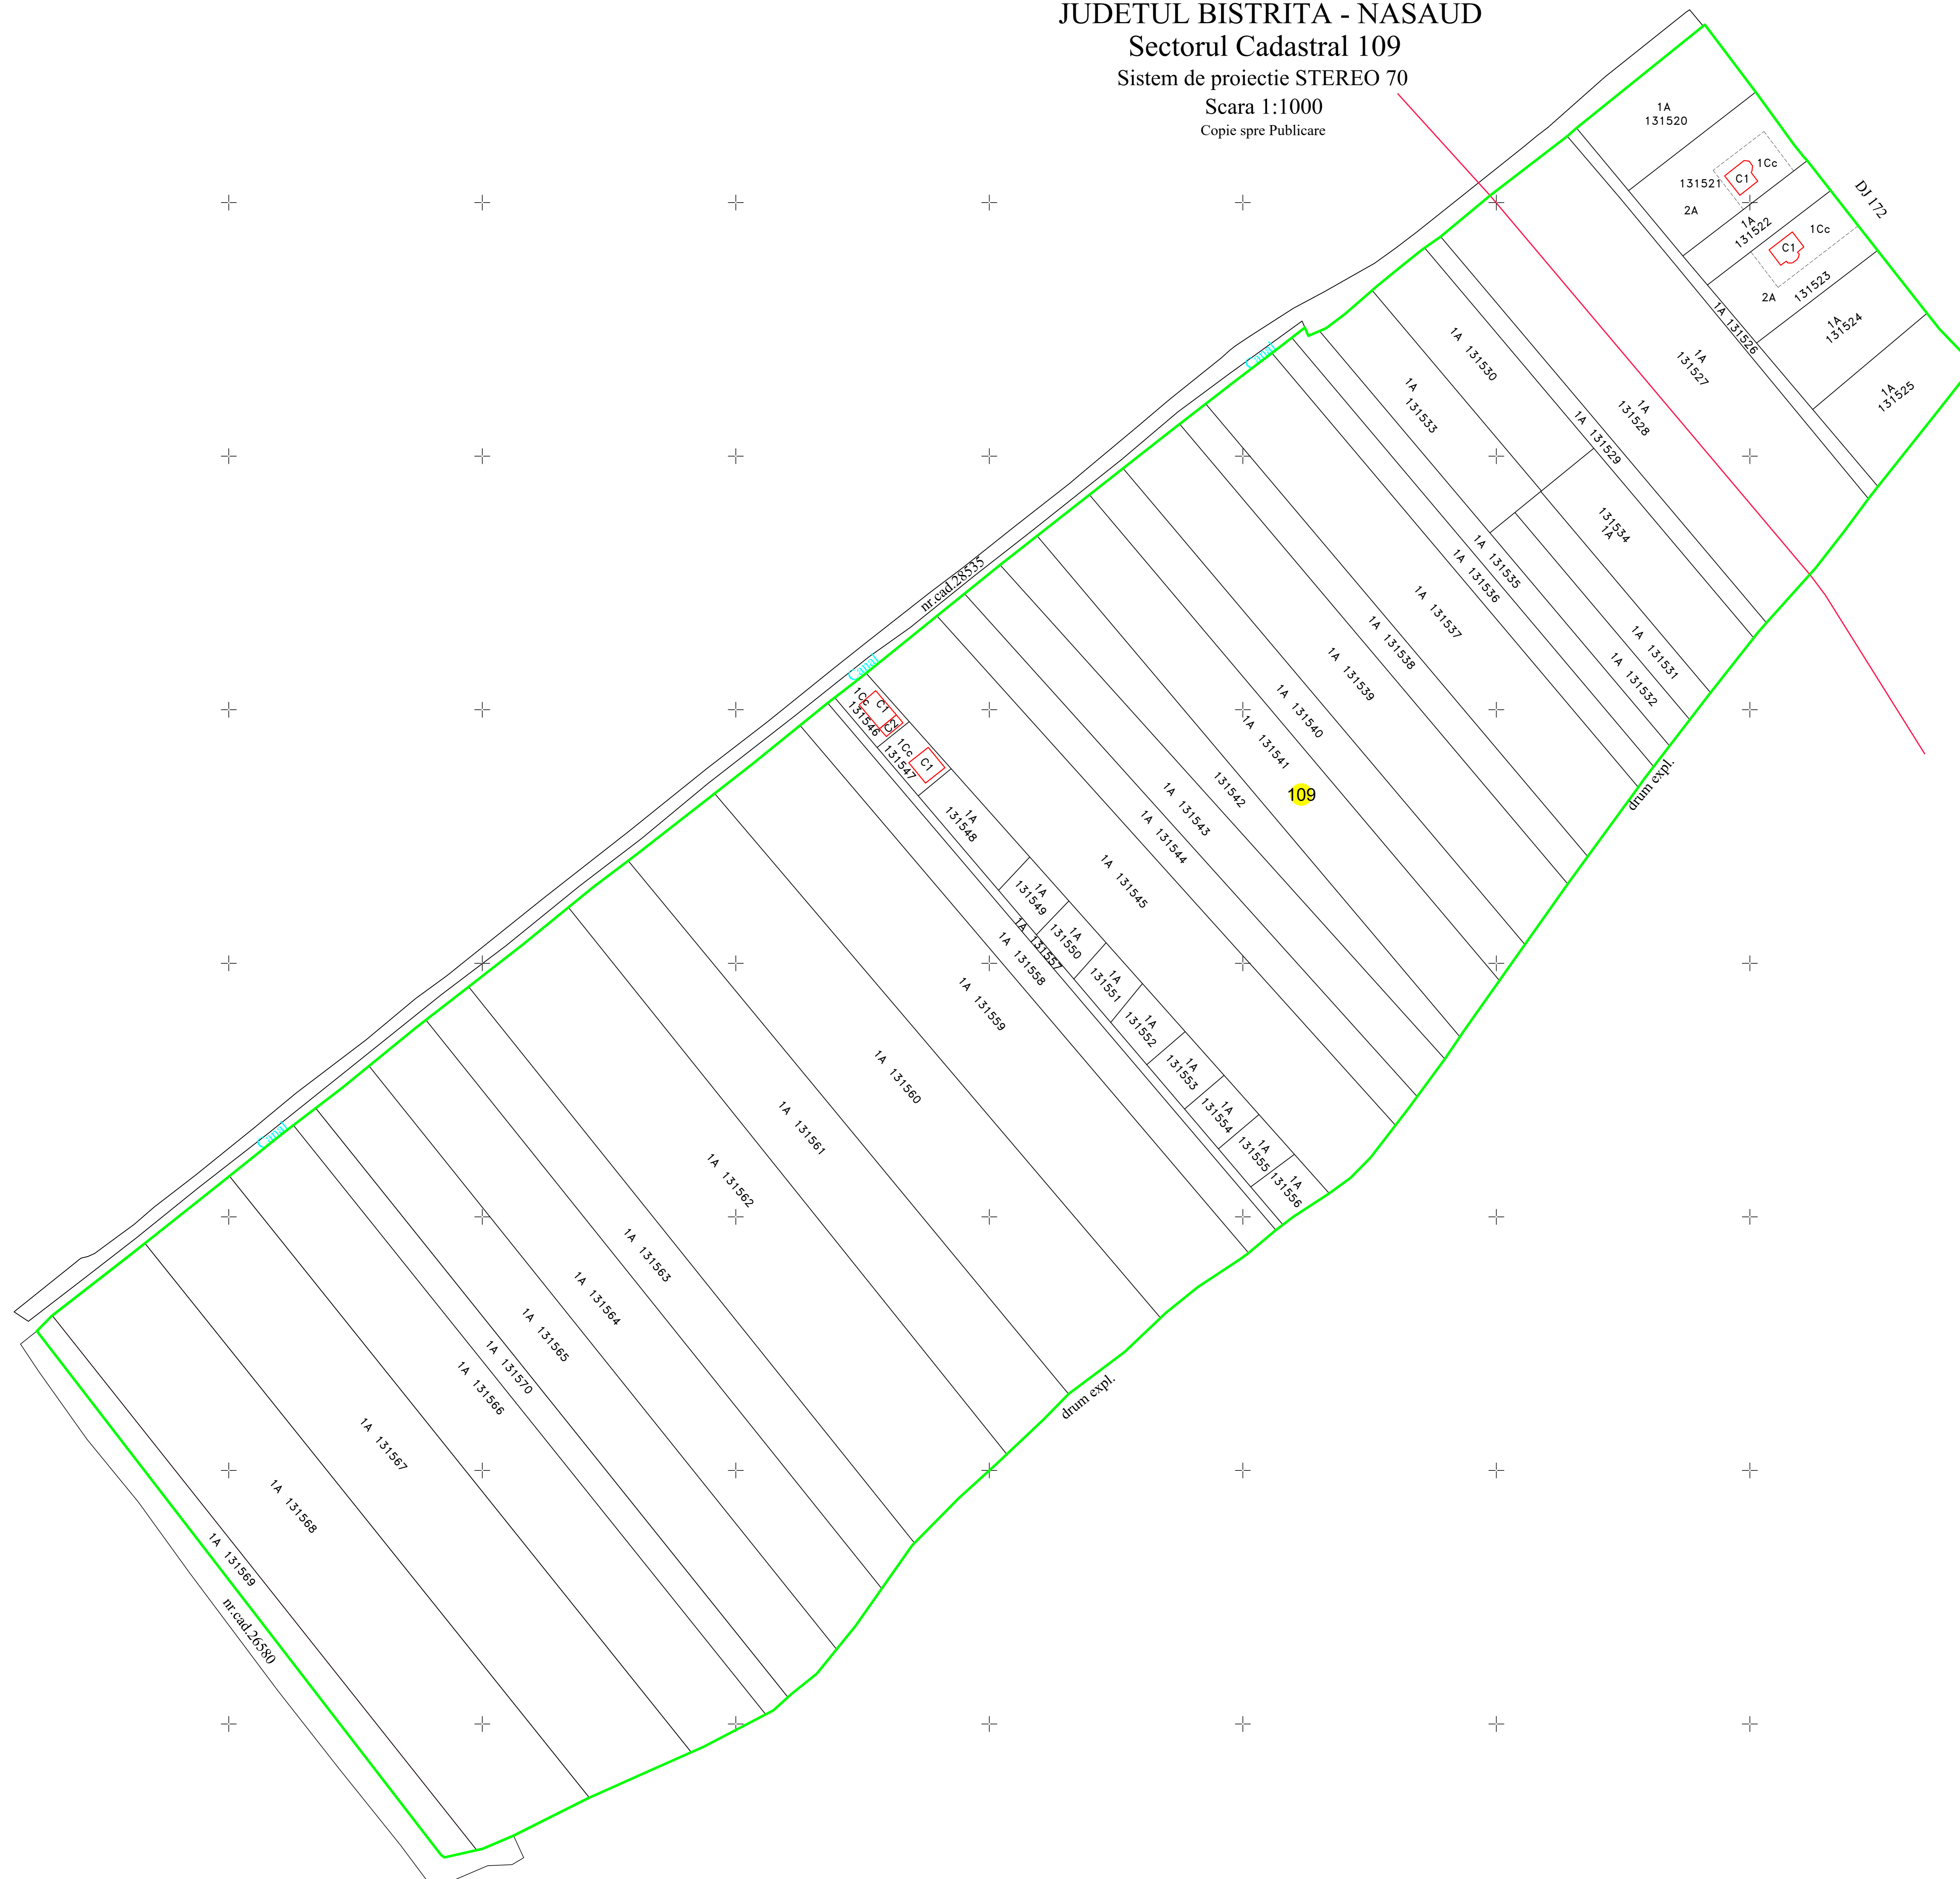 JUDETUL BISTRITA - NASAUD
Sectorul Cadastral 109
Sistem de proiectie STEREO 70
Scara 1:1000
Copie spre Publicare
1A
131520
1Cc
C1
131521
2A
DJ 172
1A
131522
1Cc
C1
2A
131523
1A
131524
1A
131525
1A 131526
1A
131527
1A
131528
1A 131529
1A 131530
1A
131533
131534
1A
1A 131535
1A 131536
1A 131531
1A 131532
1A 131537
1A 131538
1A 131539
1A 131540
1A 131541
109
131542
1A 131543
1A 131544
1A 131545
Canal
nr.cad.28535
Canal
1Cc
C1
C2
131546
1Cc
C1
131547
1A
131548
1A
131549
1A
131550
1A
131551
1A
131552
1A
131553
1A
131554
1A
131555
1A
131556
1A 131557
1A 131558
1A 131559
1A 131560
1A 131561
1A 131562
1A 131563
1A 131564
1A 131565
1A 131570
1A 131566
1A 131567
1A 131568
1A 131569
Canal
nr.cad.26580
drum expl.
drum expl.